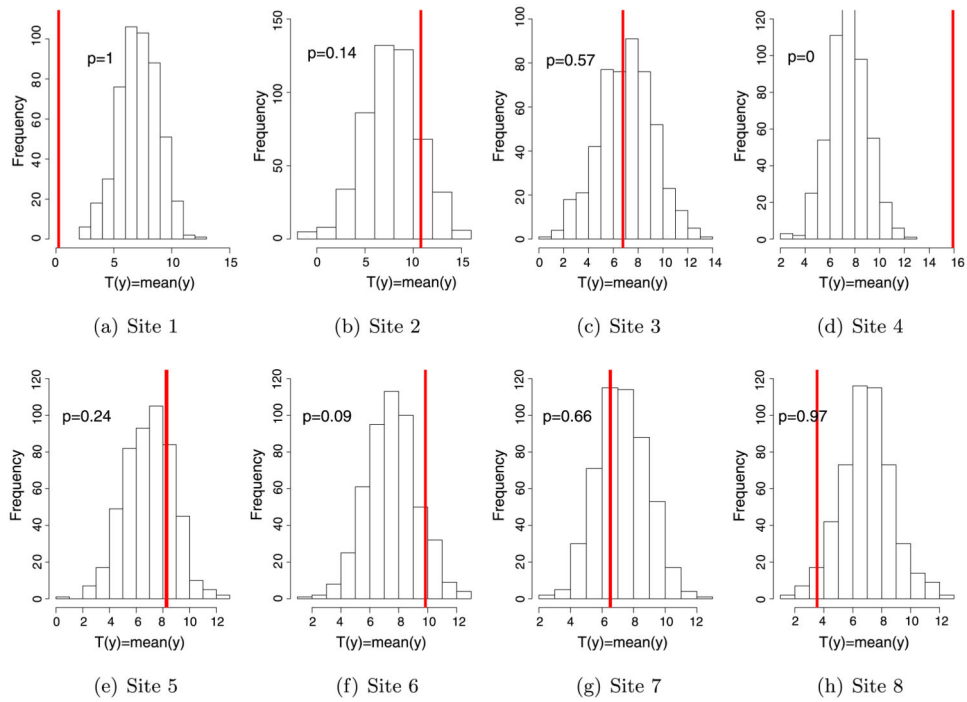 p=1
Frequency
0 20 40 60 80 100
0 5 10 15
T(y)=mean(y)
(a) Site 1
p=0.14
Frequency
0 50 100 150
0 5 10 15
T(y)=mean(y)
(b) Site 2
p=0.57
Frequency
0 20 40 60 80 100
0 2 4 6 8 10 12 14
T(y)=mean(y)
(c) Site 3
p=0
Frequency
0 20 40 60 80 100 120
2 4 6 8 10 12 14 16
T(y)=mean(y)
(d) Site 4
p=0.24
Frequency
0 20 40 60 80 100 120
0 2 4 6 8 10 12
T(y)=mean(y)
(e) Site 5
p=0.09
Frequency
0 20 40 60 80 100 120
2 4 6 8 10 12
T(y)=mean(y)
(f) Site 6
p=0.66
Frequency
0 20 40 60 80 100 120
2 4 6 8 10 12
T(y)=mean(y)
(g) Site 7
p=0.97
Frequency
0 20 40 60 80 100 120
2 4 6 8 10 12
T(y)=mean(y)
(h) Site 8